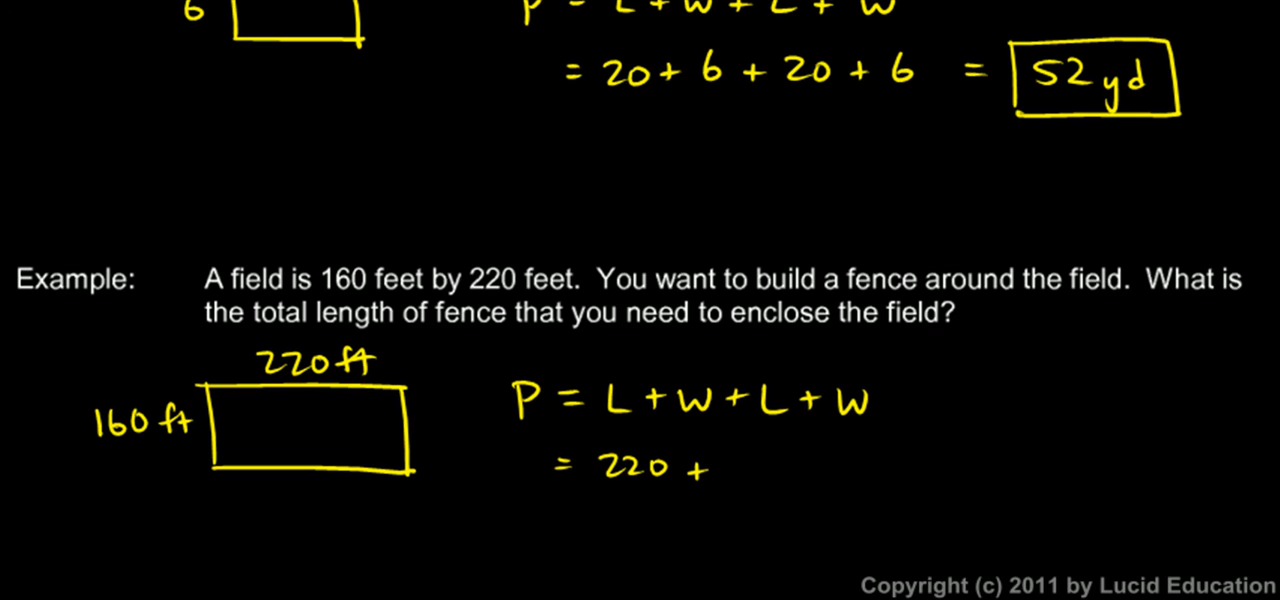 6
P = L + W + L + W
= 20 + 6 + 20 + 6 = 52 yd
Example: A field is 160 feet by 220 feet. You want to build a fence around the field. What is
the total length of fence that you need to enclose the field?
220 ft
160 ft
P = L + W + L + W
= 220 +
Copyright (c) 2011 by Lucid Education